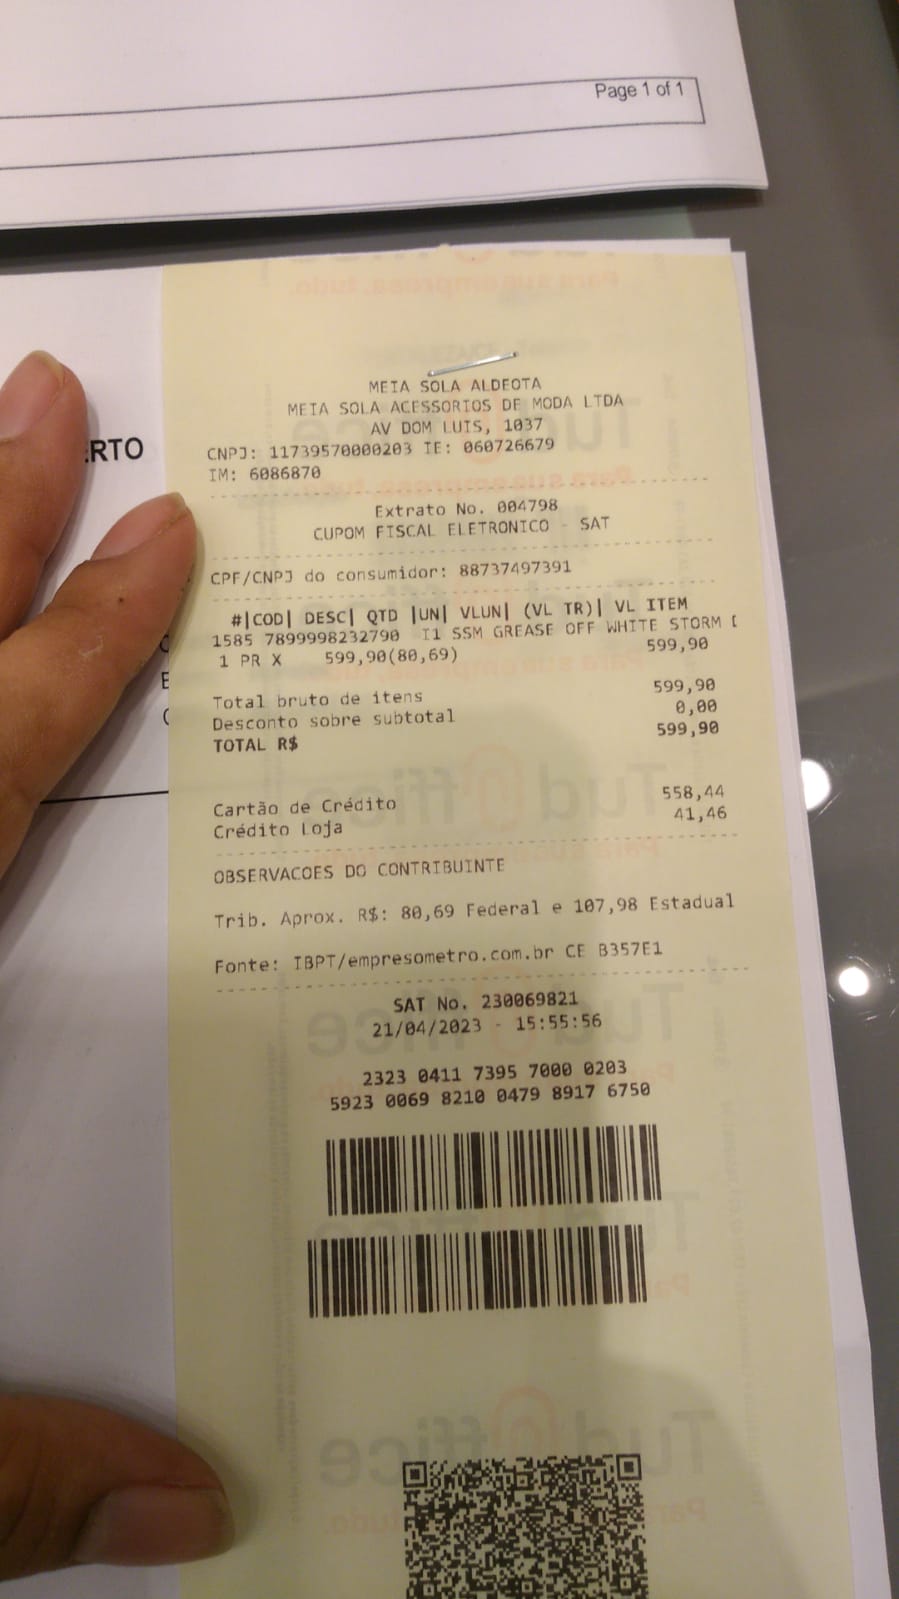 Page 1 of 1
ERTO
MEIA SOLA ALDEOTA
MEIA SOLA ACESSORIOS DE MODA LTDA
AV DOM LUIS, 1037
CNPJ: 11739570000203 IE: 060726679
IM: 6086870
Extrato No. 004798
CUPOM FISCAL ELETRONICO - SAT
CPF/CNPJ do consumidor: 88737497391
#|COD| DESC| QTD |UN| VLUN| (VL TR)| VL ITEM
1585 7899998232790 I1 SSM GREASE OFF WHITE STORM [
1 PR X 599,90(80,69) 599,90
Total bruto de itens 599,90
Desconto sobre subtotal 0,00
TOTAL R$ 599,90
Cartão de Crédito 558,44
Crédito Loja 41,46
OBSERVACOES DO CONTRIBUINTE
Trib. Aprox. R$: 80,69 Federal e 107,98 Estadual
Fonte: IBPT/empresometro.com.br CE B357E1
SAT No. 230069821
21/04/2023 - 15:55:56
2323 0411 7395 7000 0203
5923 0069 8210 0479 8917 6750